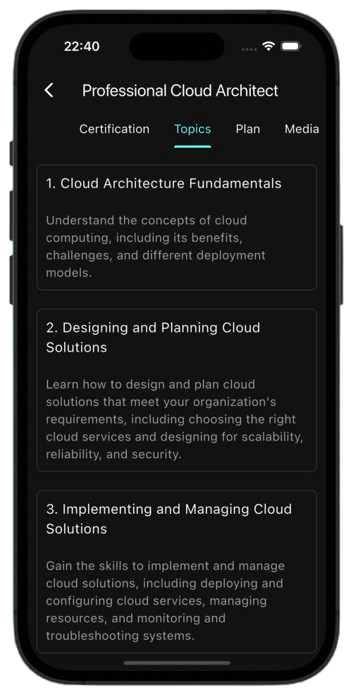 22:40
Professional Cloud Architect
Certification Topics Plan Media
1. Cloud Architecture Fundamentals
Understand the concepts of cloud
computing, including its benefits,
challenges, and different deployment
models.
2. Designing and Planning Cloud
Solutions
Learn how to design and plan cloud
solutions that meet your organization's
requirements, including choosing the right
cloud services and designing for scalability,
reliability, and security.
3. Implementing and Managing Cloud
Solutions
Gain the skills to implement and manage
cloud solutions, including deploying and
configuring cloud services, managing
resources, and monitoring and
troubleshooting systems.